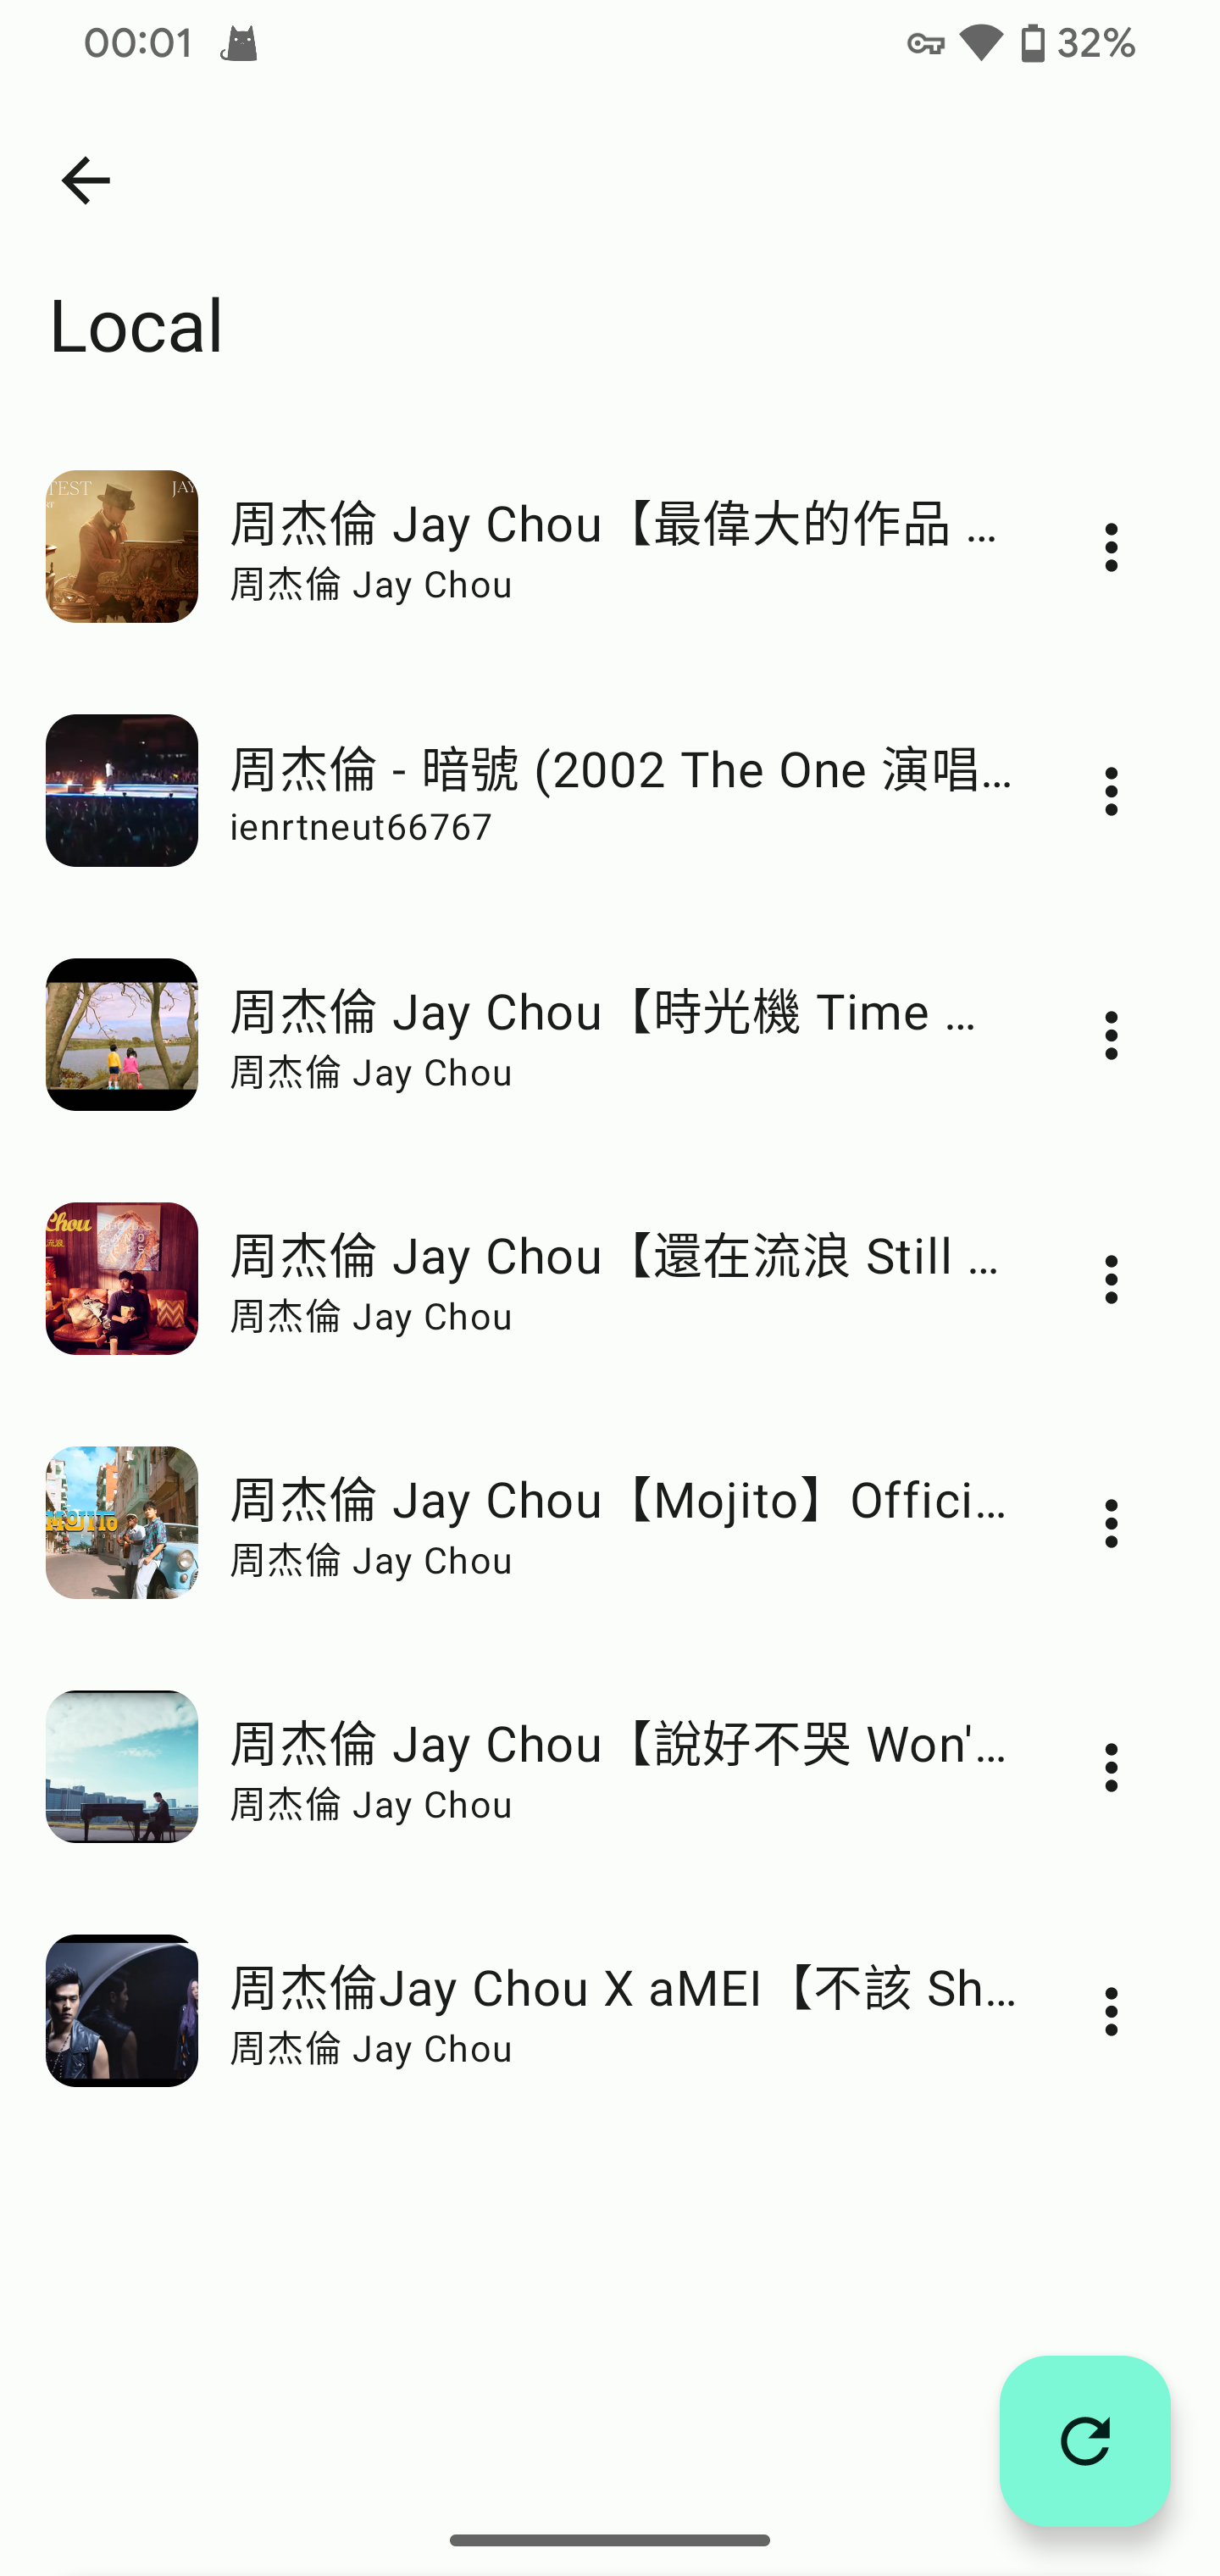 00:01
32%
Local
TEST
JAY
周杰倫 Jay Chou【最偉大的作品 ...
周杰倫 Jay Chou
周杰倫 - 暗號 (2002 The One 演唱...
ienrtneut66767
周杰倫 Jay Chou【時光機 Time ...
周杰倫 Jay Chou
Chou
周杰倫 Jay Chou【還在流浪 Still ...
周杰倫 Jay Chou
MOJITO
周杰倫 Jay Chou【Mojito】Offici...
周杰倫 Jay Chou
周杰倫 Jay Chou【說好不哭 Won'...
周杰倫 Jay Chou
周杰倫Jay Chou X aMEI【不該 Sh...
周杰倫 Jay Chou